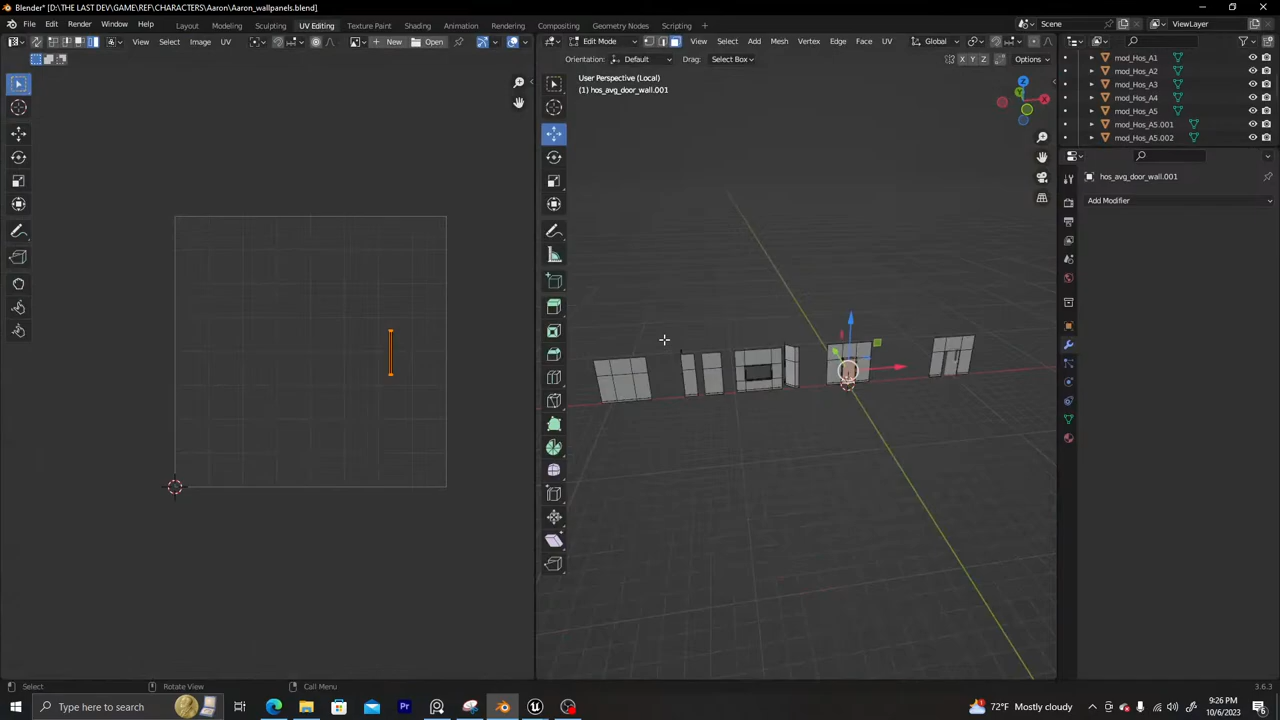 Blender* [D:\THE LAST DEV\GAME\REF\CHARACTERS\Aaron\Aaron_wallpanels.blend]
File Edit Render Window Help Layout Modeling Sculpting UV Editing Texture Paint Shading Animation Rendering Compositing Geometry Nodes Scripting + Scene ViewLayer
View Select Image UV + New Open Edit Mode View Select Add Mesh Vertex Edge Face UV Global
Orientation: Default Drag: Select Box X Y Z Options
User Perspective (Local)
(1) hos_avg_door_wall.001
Z
X
Y
mod_Hos_A1
mod_Hos_A2
mod_Hos_A3
mod_Hos_A4
mod_Hos_A5
mod_Hos_A5.001
mod_Hos_A5.002
hos_avg_door_wall.001
Add Modifier
Select Rotate View Call Menu 3.6.3
Type here to search Pr 72°F Mostly cloudy 9:26 PM
10/6/2023